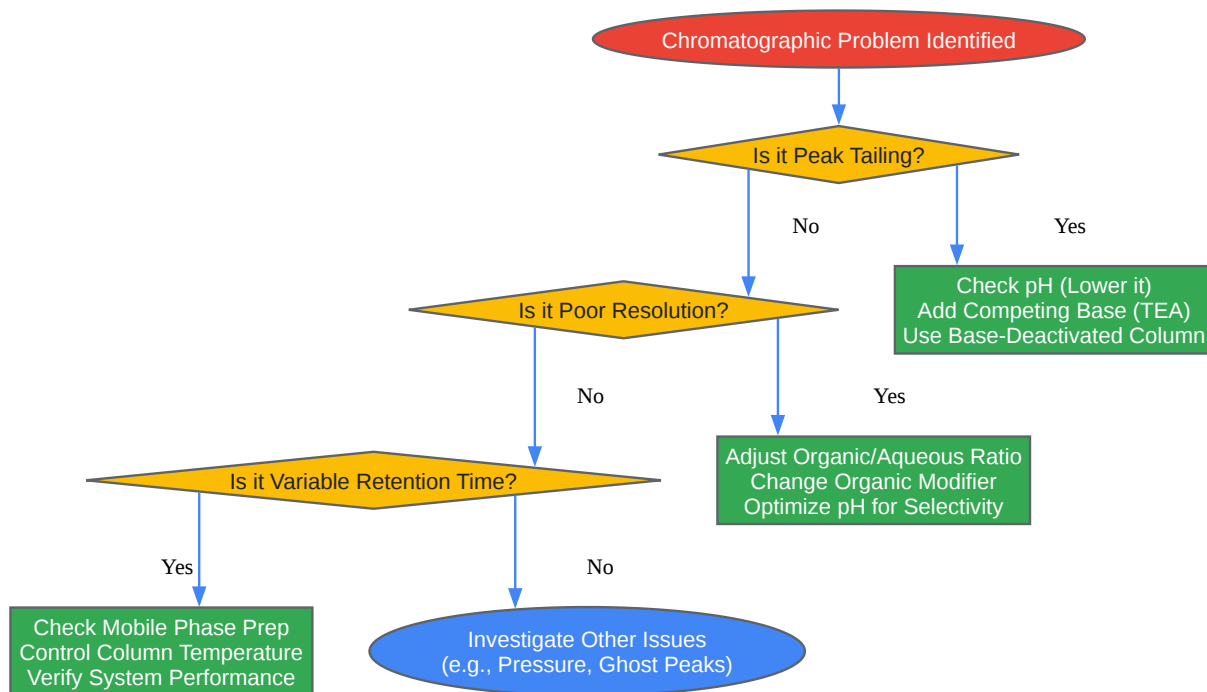 Chromatographic Problem Identified
Is it Peak Tailing?
No
Yes
Check pH (Lower it)
Add Competing Base (TEA)
Use Base-Deactivated Column
Is it Poor Resolution?
No
Yes
Adjust Organic/Aqueous Ratio
Change Organic Modifier
Optimize pH for Selectivity
Is it Variable Retention Time?
Yes
No
Check Mobile Phase Prep
Control Column Temperature
Verify System Performance
Investigate Other Issues
(e.g., Pressure, Ghost Peaks)